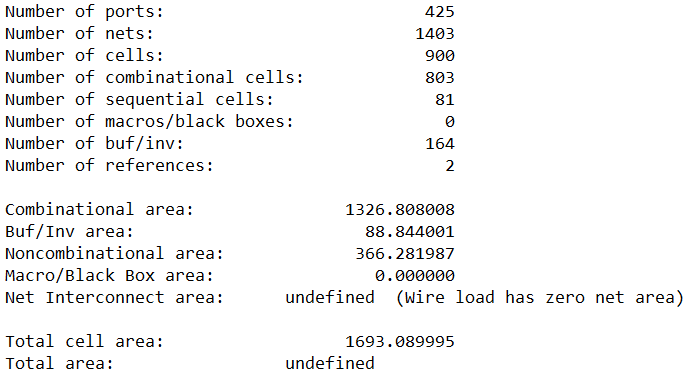 Number of ports: 425
Number of nets: 1403
Number of cells: 900
Number of combinational cells: 803
Number of sequential cells: 81
Number of macros/black boxes: 0
Number of buf/inv: 164
Number of references: 2
Combinational area: 1326.808008
Buf/Inv area: 88.844001
Noncombinational area: 366.281987
Macro/Black Box area: 0.000000
Net Interconnect area: undefined (Wire load has zero net area)
Total cell area: 1693.089995
Total area: undefined